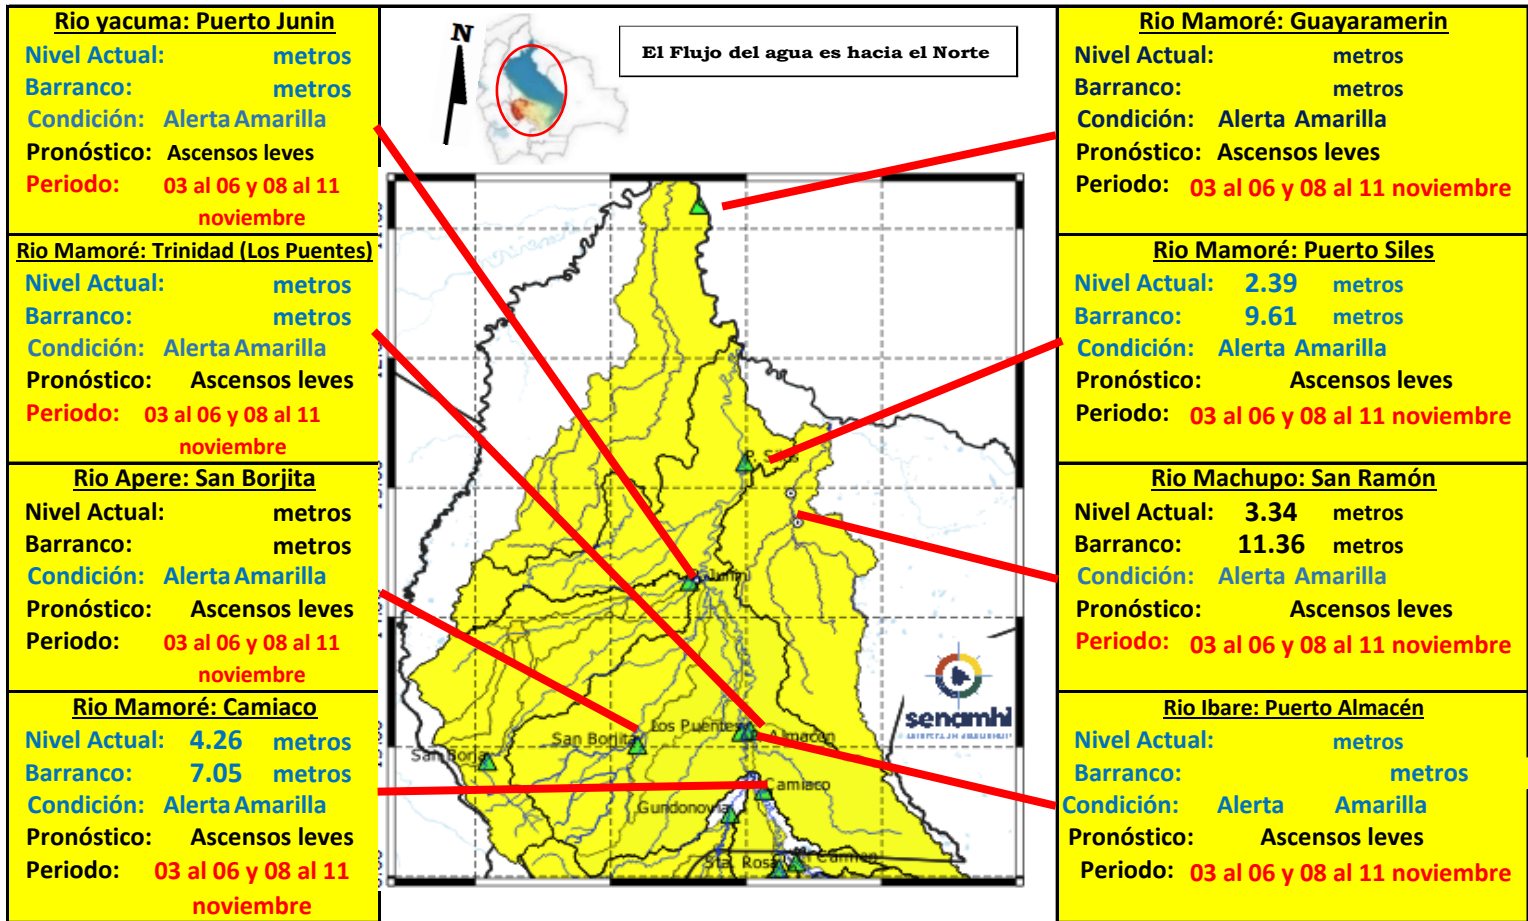 Rio yacuma: Puerto Junin
Nivel Actual: metros
Barranco: metros
Condición: Alerta Amarilla
Pronóstico: Ascensos leves
Periodo: 03 al 06 y 08 al 11
noviembre
Rio Mamoré: Trinidad (Los Puentes)
Nivel Actual: metros
Barranco: metros
Condición: Alerta Amarilla
Pronóstico: Ascensos leves
Periodo: 03 al 06 y 08 al 11
noviembre
Rio Apere: San Borjita
Nivel Actual: metros
Barranco: metros
Condición: Alerta Amarilla
Pronóstico: Ascensos leves
Periodo: 03 al 06 y 08 al 11
noviembre
Rio Mamoré: Camiaco
Nivel Actual: 4.26 metros
Barranco: 7.05 metros
Condición: Alerta Amarilla
Pronóstico: Ascensos leves
Periodo: 03 al 06 y 08 al 11
noviembre
N
El Flujo del agua es hacia el Norte
P. Siles
Junin
Los Puentes
San Borjita
P. Almacen
San Borja
Camiaco
Gundonovia
Sta. Rosa
Carmen
senamhi
Rio Mamoré: Guayaramerin
Nivel Actual: metros
Barranco: metros
Condición: Alerta Amarilla
Pronóstico: Ascensos leves
Periodo: 03 al 06 y 08 al 11 noviembre
Rio Mamoré: Puerto Siles
Nivel Actual: 2.39 metros
Barranco: 9.61 metros
Condición: Alerta Amarilla
Pronóstico: Ascensos leves
Periodo: 03 al 06 y 08 al 11 noviembre
Rio Machupo: San Ramón
Nivel Actual: 3.34 metros
Barranco: 11.36 metros
Condición: Alerta Amarilla
Pronóstico: Ascensos leves
Periodo: 03 al 06 y 08 al 11 noviembre
Rio Ibare: Puerto Almacén
Nivel Actual: metros
Barranco: metros
Condición: Alerta Amarilla
Pronóstico: Ascensos leves
Periodo: 03 al 06 y 08 al 11 noviembre